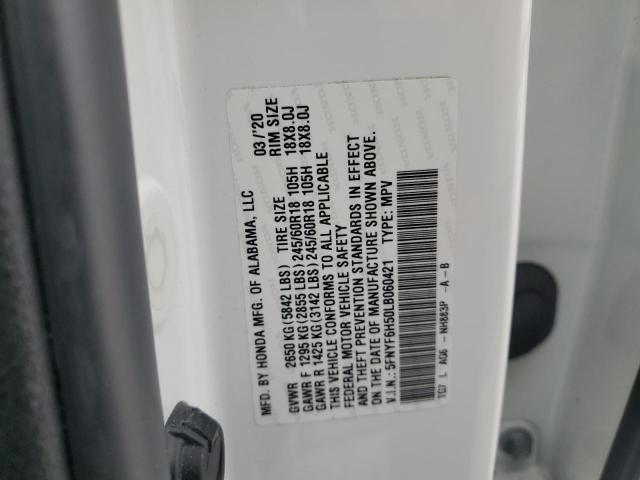 MFD. BY HONDA MFG. OF ALABAMA, LLC 03/'20
TIRE SIZE RIM SIZE
GVWR 2650 KG (5842 LBS)
GAWR F 1295 KG (2855 LBS) 245/60R18 105H 18X8.0J
GAWR R 1425 KG (3142 LBS) 245/60R18 105H 18X8.0J
THIS VEHICLE CONFORMS TO ALL APPLICABLE
FEDERAL MOTOR VEHICLE SAFETY
AND THEFT PREVENTION STANDARDS IN EFFECT
ON THE DATE OF MANUFACTURE SHOWN ABOVE.
V.I.N.: 5FNYF6H50LB060421 TYPE: MPV
TG7 L AG6 - NH883P -A - B